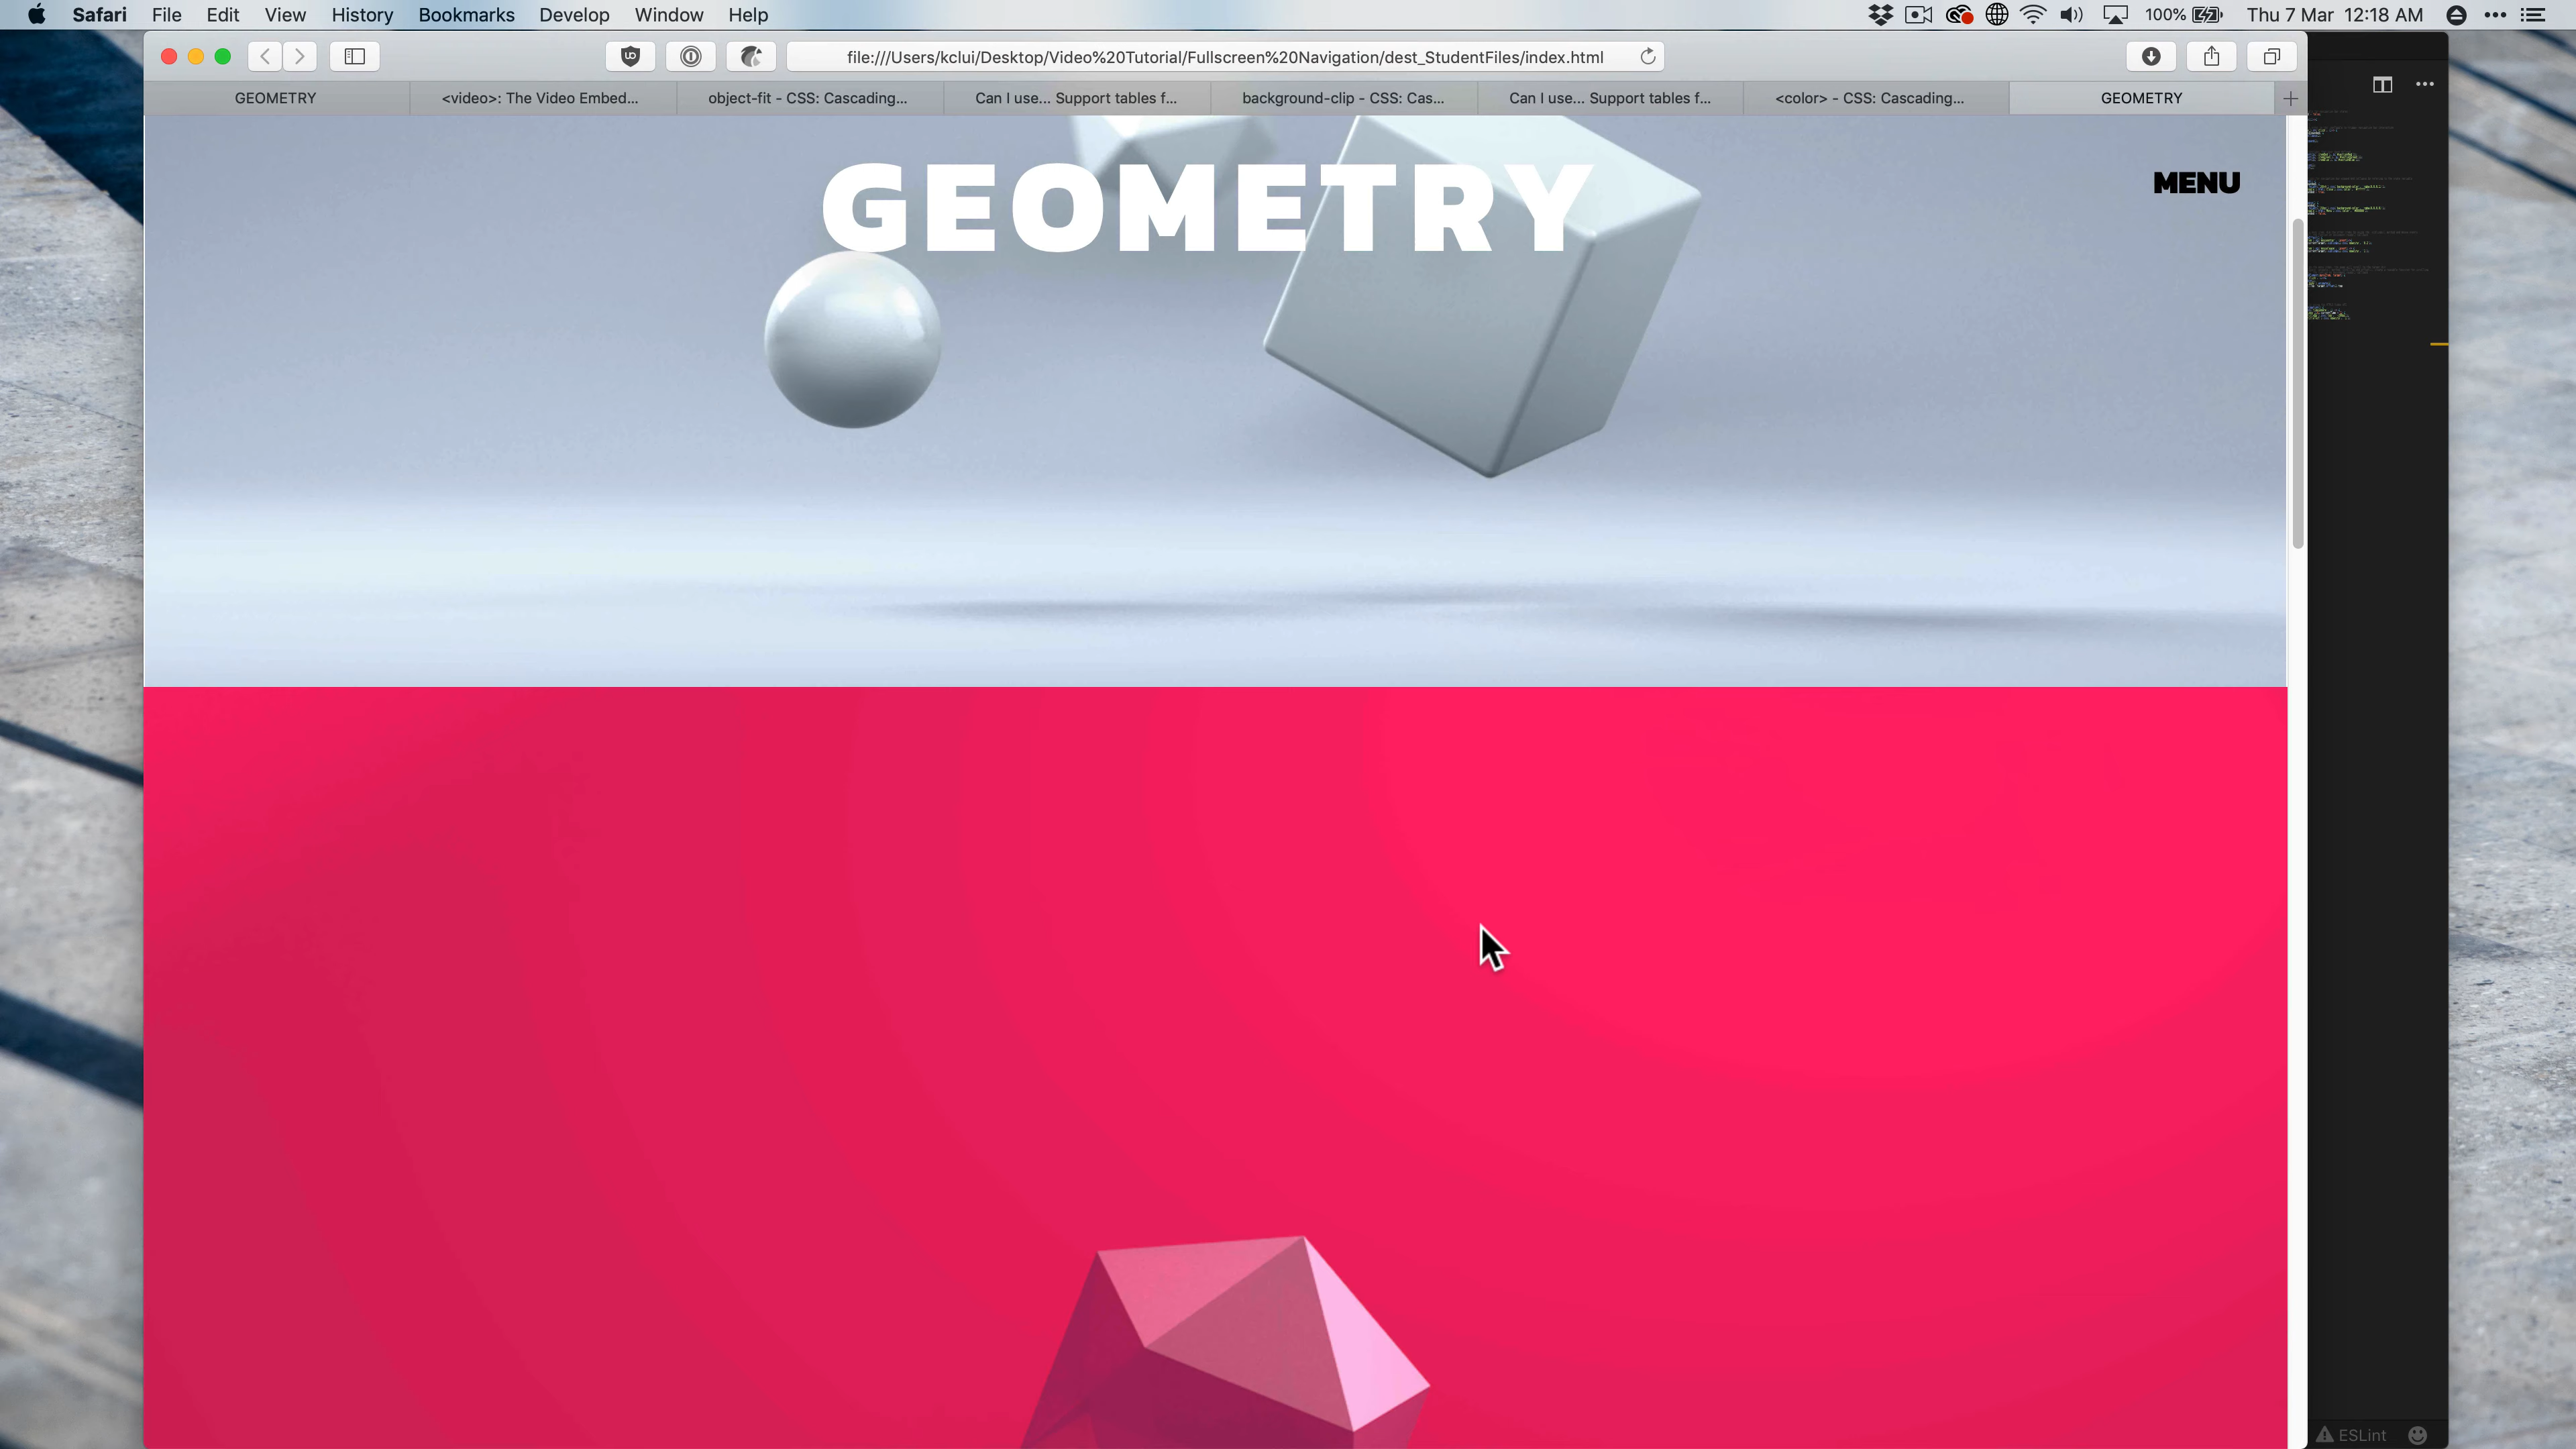 Safari File Edit View History Bookmarks Develop Window Help 100% Thu 7 Mar 12:18 AM
file:///Users/kclui/Desktop/Video%20Tutorial/Fullscreen%20Navigation/dest_StudentFiles/index.html
GEOMETRY <video>: The Video Embed... object-fit - CSS: Cascading... Can I use... Support tables f... background-clip - CSS: Cas... Can I use... Support tables f... <color> - CSS: Cascading... GEOMETRY
GEOMETRY
MENU
ESLint